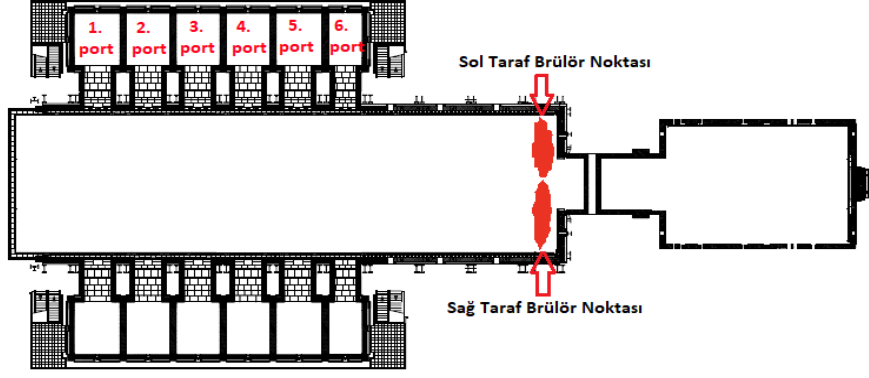 1. port
2. port
3. port
4. port
5. port
6. port
Sol Taraf Brülör Noktası
Sağ Taraf Brülör Noktası